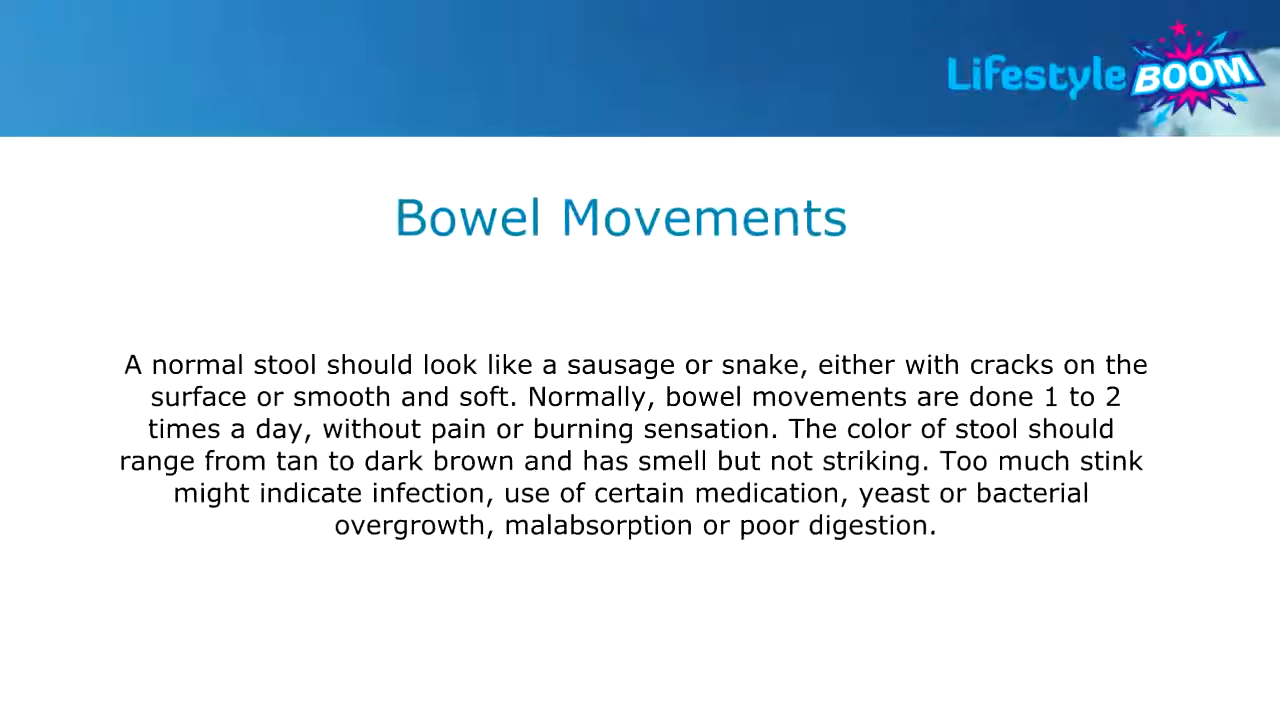 Lifestyle BOOM
Bowel Movements
A normal stool should look like a sausage or snake, either with cracks on the
surface or smooth and soft. Normally, bowel movements are done 1 to 2
times a day, without pain or burning sensation. The color of stool should
range from tan to dark brown and has smell but not striking. Too much stink
might indicate infection, use of certain medication, yeast or bacterial
overgrowth, malabsorption or poor digestion.